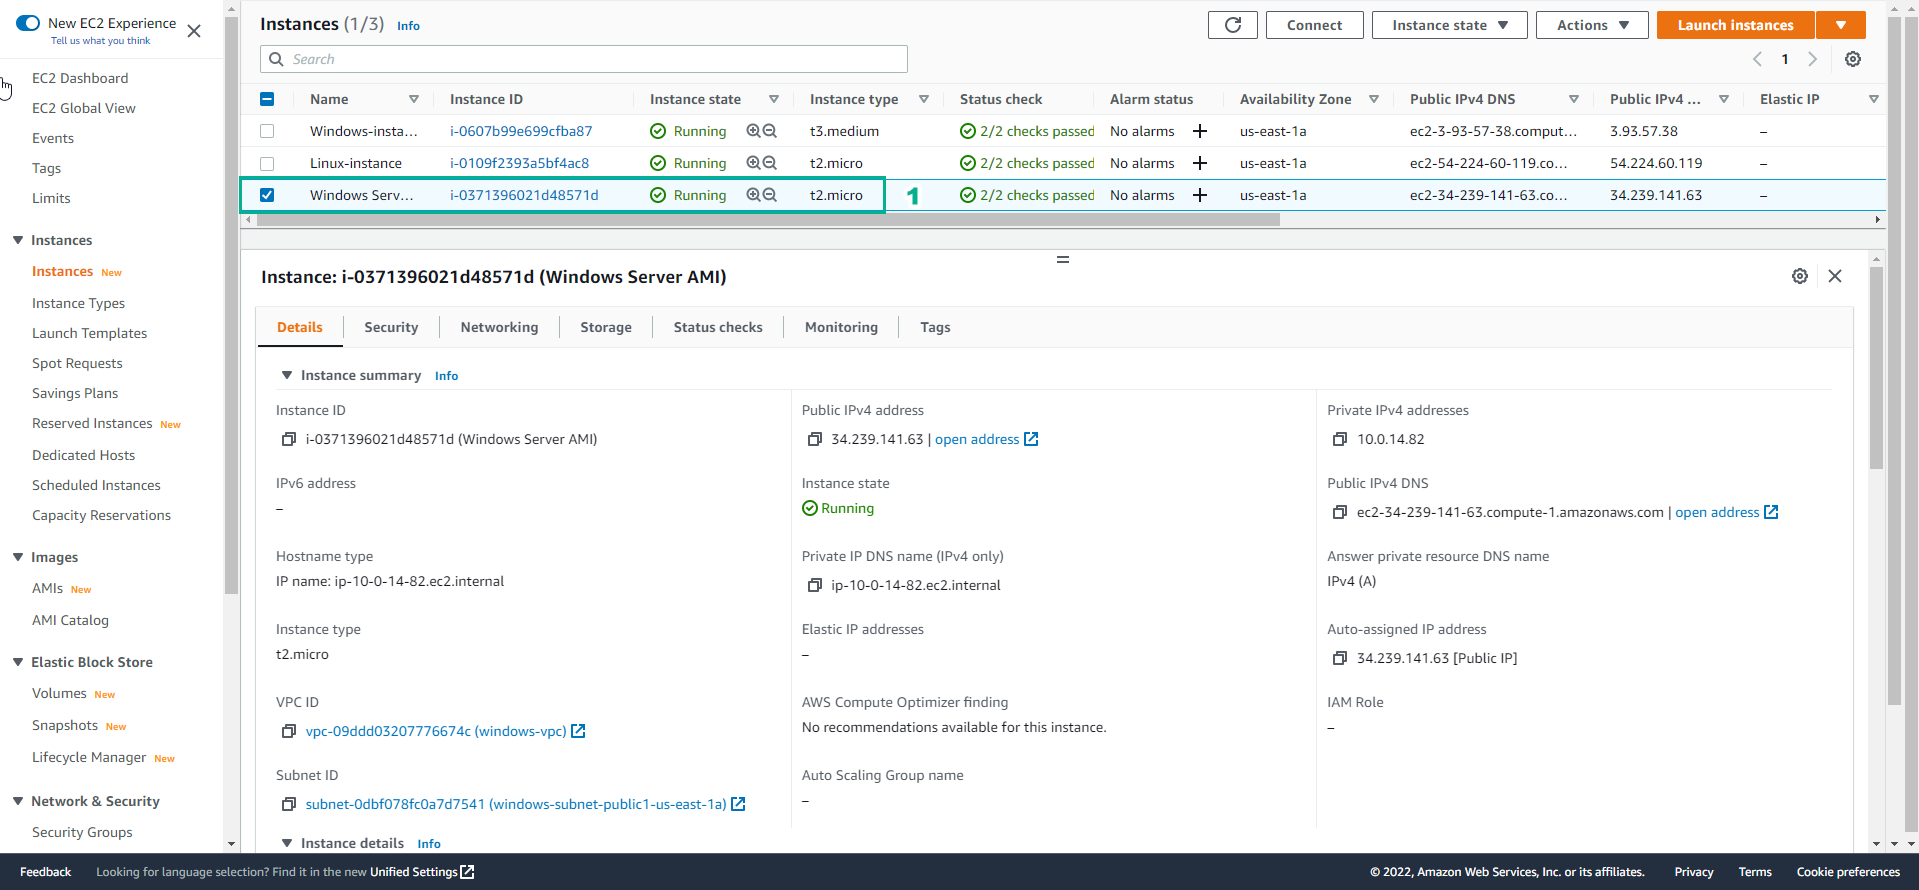 New EC2 Experience
Tell us what you think
EC2 Dashboard
EC2 Global View
Events
Tags
Limits
Instances
Instances New
Instance Types
Launch Templates
Spot Requests
Savings Plans
Reserved Instances New
Dedicated Hosts
Scheduled Instances
Capacity Reservations
Images
AMIs New
AMI Catalog
Elastic Block Store
Volumes New
Snapshots New
Lifecycle Manager New
Network & Security
Security Groups
Instances (1/3) Info
Connect
Instance state
Actions
Launch instances
Search
1
Name Instance ID Instance state Instance type Status check Alarm status Availability Zone Public IPv4 DNS Public IPv4 ... Elastic IP
Windows-insta... i-0607b99e699cfba87 Running t3.medium 2/2 checks passed No alarms + us-east-1a ec2-3-93-57-38.comput... 3.93.57.38 –
Linux-instance i-0109f2393a5bf4ac8 Running t2.micro 2/2 checks passed No alarms + us-east-1a ec2-54-224-60-119.co... 54.224.60.119 –
Windows Serv... i-0371396021d48571d Running t2.micro 1 2/2 checks passed No alarms + us-east-1a ec2-34-239-141-63.co... 34.239.141.63 –
Instance: i-0371396021d48571d (Windows Server AMI)
Details Security Networking Storage Status checks Monitoring Tags
Instance summary Info
Instance ID
i-0371396021d48571d (Windows Server AMI)
Public IPv4 address
34.239.141.63 | open address
Private IPv4 addresses
10.0.14.82
IPv6 address
–
Instance state
Running
Public IPv4 DNS
ec2-34-239-141-63.compute-1.amazonaws.com | open address
Hostname type
IP name: ip-10-0-14-82.ec2.internal
Private IP DNS name (IPv4 only)
ip-10-0-14-82.ec2.internal
Answer private resource DNS name
IPv4 (A)
Instance type
t2.micro
Elastic IP addresses
–
Auto-assigned IP address
34.239.141.63 [Public IP]
VPC ID
vpc-09ddd03207776674c (windows-vpc)
AWS Compute Optimizer finding
No recommendations available for this instance.
IAM Role
–
Subnet ID
subnet-0dbf078fc0a7d7541 (windows-subnet-public1-us-east-1a)
Auto Scaling Group name
–
Instance details Info
Feedback Looking for language selection? Find it in the new Unified Settings © 2022, Amazon Web Services, Inc. or its affiliates. Privacy Terms Cookie preferences